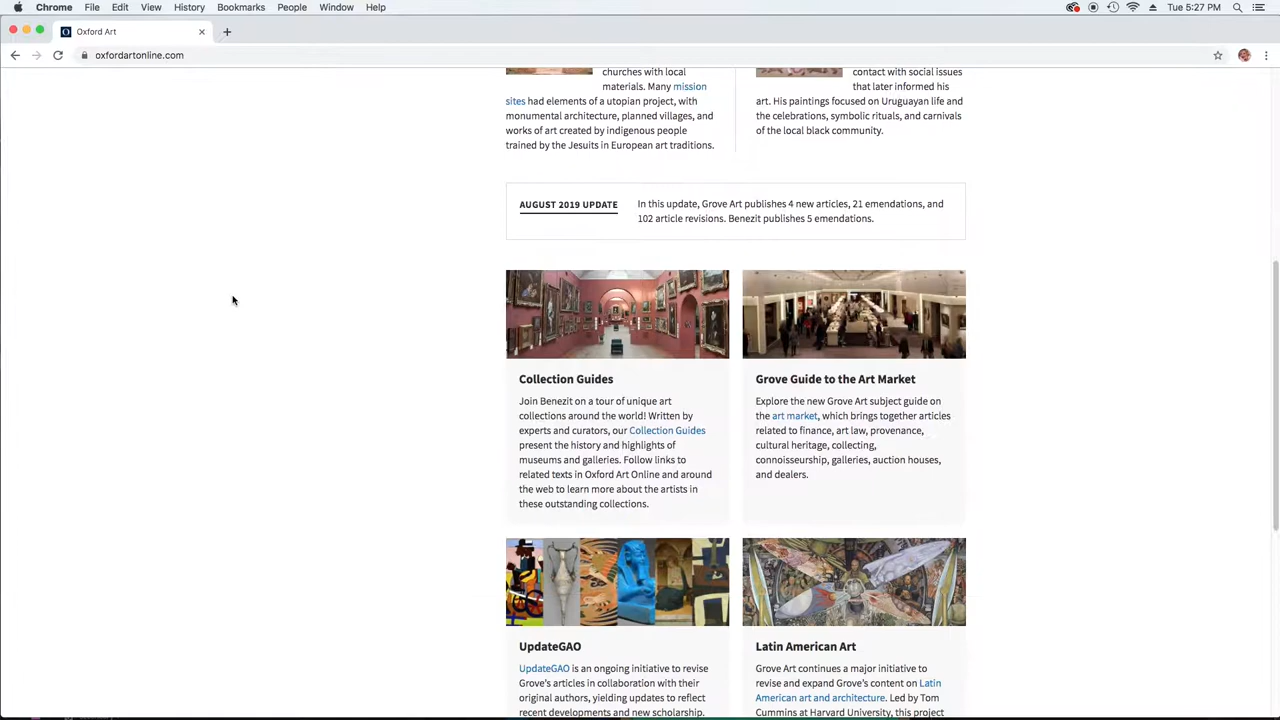 Chrome File Edit View History Bookmarks People Window Help Tue 5:27 PM
Oxford Art
oxfordartonline.com
churches with local
materials. Many mission
sites had elements of a utopian project, with
monumental architecture, planned villages, and
works of art created by indigenous people
trained by the Jesuits in European art traditions.
contact with social issues
that later informed his
art. His paintings focused on Uruguayan life and
the celebrations, symbolic rituals, and carnivals
of the local black community.
AUGUST 2019 UPDATE
In this update, Grove Art publishes 4 new articles, 21 emendations, and
102 article revisions. Benezit publishes 5 emendations.
Collection Guides
Join Benezit on a tour of unique art
collections around the world! Written by
experts and curators, our Collection Guides
present the history and highlights of
museums and galleries. Follow links to
related texts in Oxford Art Online and around
the web to learn more about the artists in
these outstanding collections.
Grove Guide to the Art Market
Explore the new Grove Art subject guide on
the art market, which brings together articles
related to finance, art law, provenance,
cultural heritage, collecting,
connoisseurship, galleries, auction houses,
and dealers.
UpdateGAO
UpdateGAO is an ongoing initiative to revise
Grove's articles in collaboration with their
original authors, yielding updates to reflect
recent developments and new scholarship.
Latin American Art
Grove Art continues a major initiative to
revise and expand Grove's content on Latin
American art and architecture. Led by Tom
Cummins at Harvard University, this project